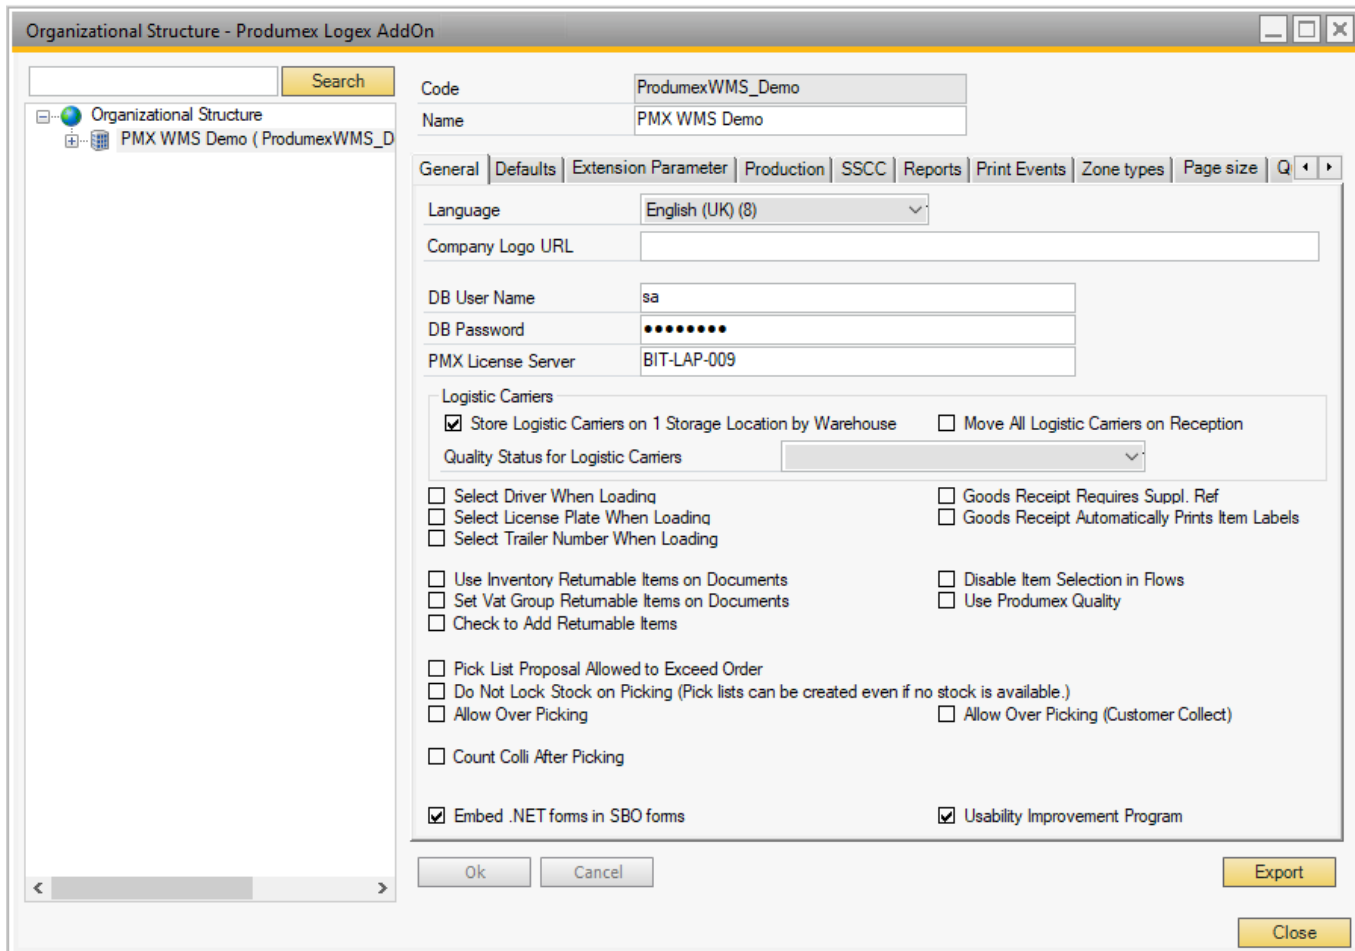 Organizational Structure - Produmex Logex AddOn
Search
Organizational Structure
PMX WMS Demo ( ProdumexWMS_D
Code ProdumexWMS_Demo
Name PMX WMS Demo
General Defaults Extension Parameter Production SSCC Reports Print Events Zone types Page size
Language English (UK) (8)
Company Logo URL
DB User Name sa
DB Password ••••••••
PMX License Server BIT-LAP-009
Logistic Carriers
Store Logistic Carriers on 1 Storage Location by Warehouse Move All Logistic Carriers on Reception
Quality Status for Logistic Carriers
Select Driver When Loading Goods Receipt Requires Suppl. Ref
Select License Plate When Loading Goods Receipt Automatically Prints Item Labels
Select Trailer Number When Loading
Use Inventory Returnable Items on Documents Disable Item Selection in Flows
Set Vat Group Returnable Items on Documents Use Produmex Quality
Check to Add Returnable Items
Pick List Proposal Allowed to Exceed Order
Do Not Lock Stock on Picking (Pick lists can be created even if no stock is available.)
Allow Over Picking Allow Over Picking (Customer Collect)
Count Colli After Picking
Embed .NET forms in SBO forms Usability Improvement Program
Ok Cancel Export
Close